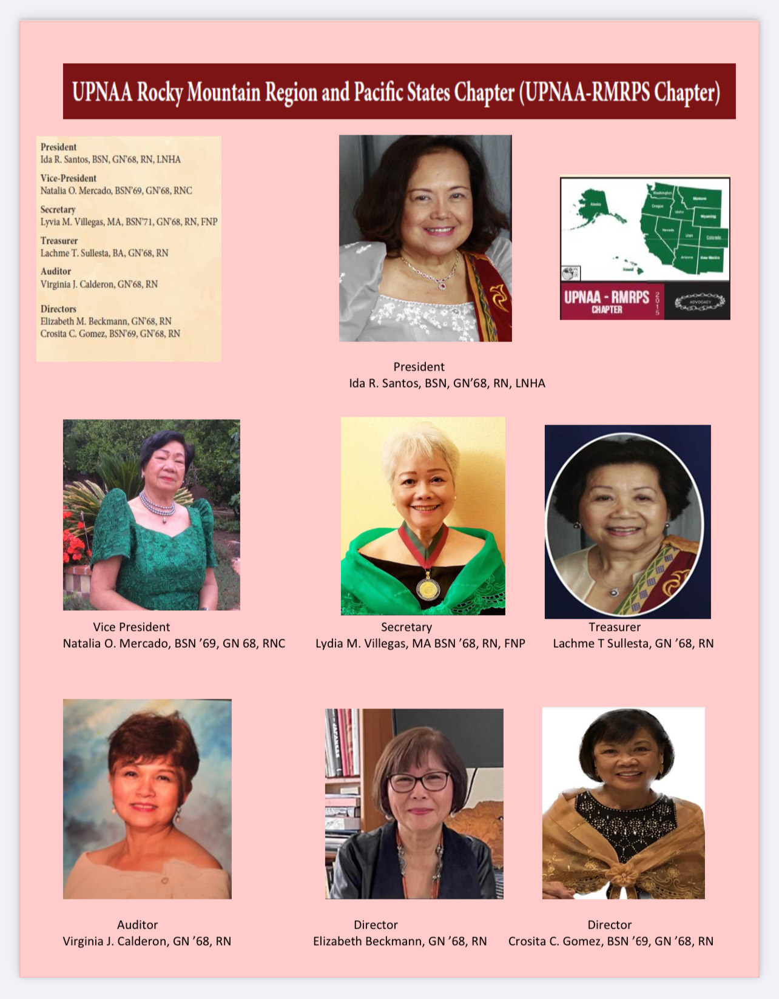 UPNAA Rocky Mountain Region and Pacific States Chapter (UPNAA-RMRPS Chapter)
President
Ida R. Santos, BSN, GN'68, RN, LNHA
Vice-President
Natalia O. Mercado, BSN'69, GN'68, RNC
Secretary
Lyvia M. Villegas, MA, BSN'71, GN'68, RN, FNP
Treasurer
Lachme T. Sullesta, BA, GN'68, RN
Auditor
Virginia J. Calderon, GN'68, RN
Directors
Elizabeth M. Beckmann, GN'68, RN
Crosita C. Gomez, BSN'69, GN'68, RN
Alaska
Washington
Montana
Oregon
Idaho
Wyoming
Nevada
Utah
Colorado
Arizona
New Mexico
Hawaii
UPNAA - RMRPS
CHAPTER
2015
ADVOCACY
President
Ida R. Santos, BSN, GN’68, RN, LNHA
Vice President
Natalia O. Mercado, BSN ’69, GN 68, RNC
Secretary
Lydia M. Villegas, MA BSN ’68, RN, FNP
Treasurer
Lachme T Sullesta, GN ’68, RN
Auditor
Virginia J. Calderon, GN ’68, RN
Director
Elizabeth Beckmann, GN ’68, RN
Director
Crosita C. Gomez, BSN ’69, GN ’68, RN